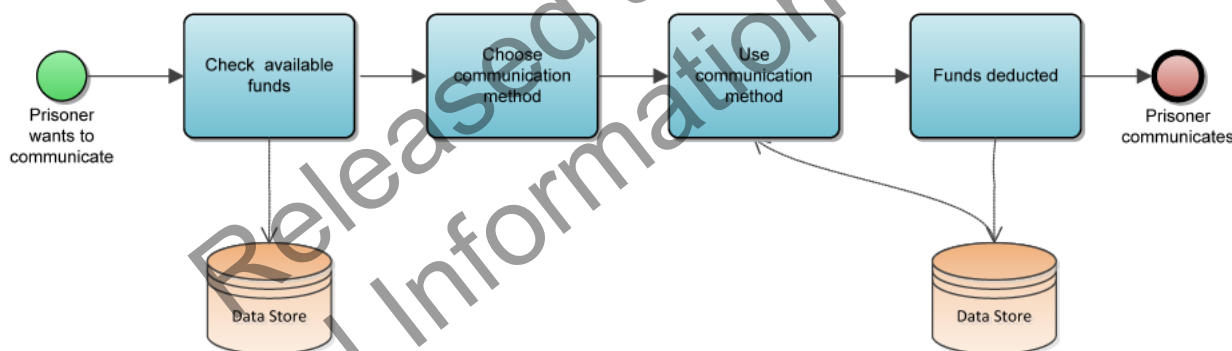 Prisoner
wants to
communicate
Check available
funds
Choose
communication
method
Use
communication
method
Funds deducted
Prisoner
communicates
Data Store
Data Store
Released
Information